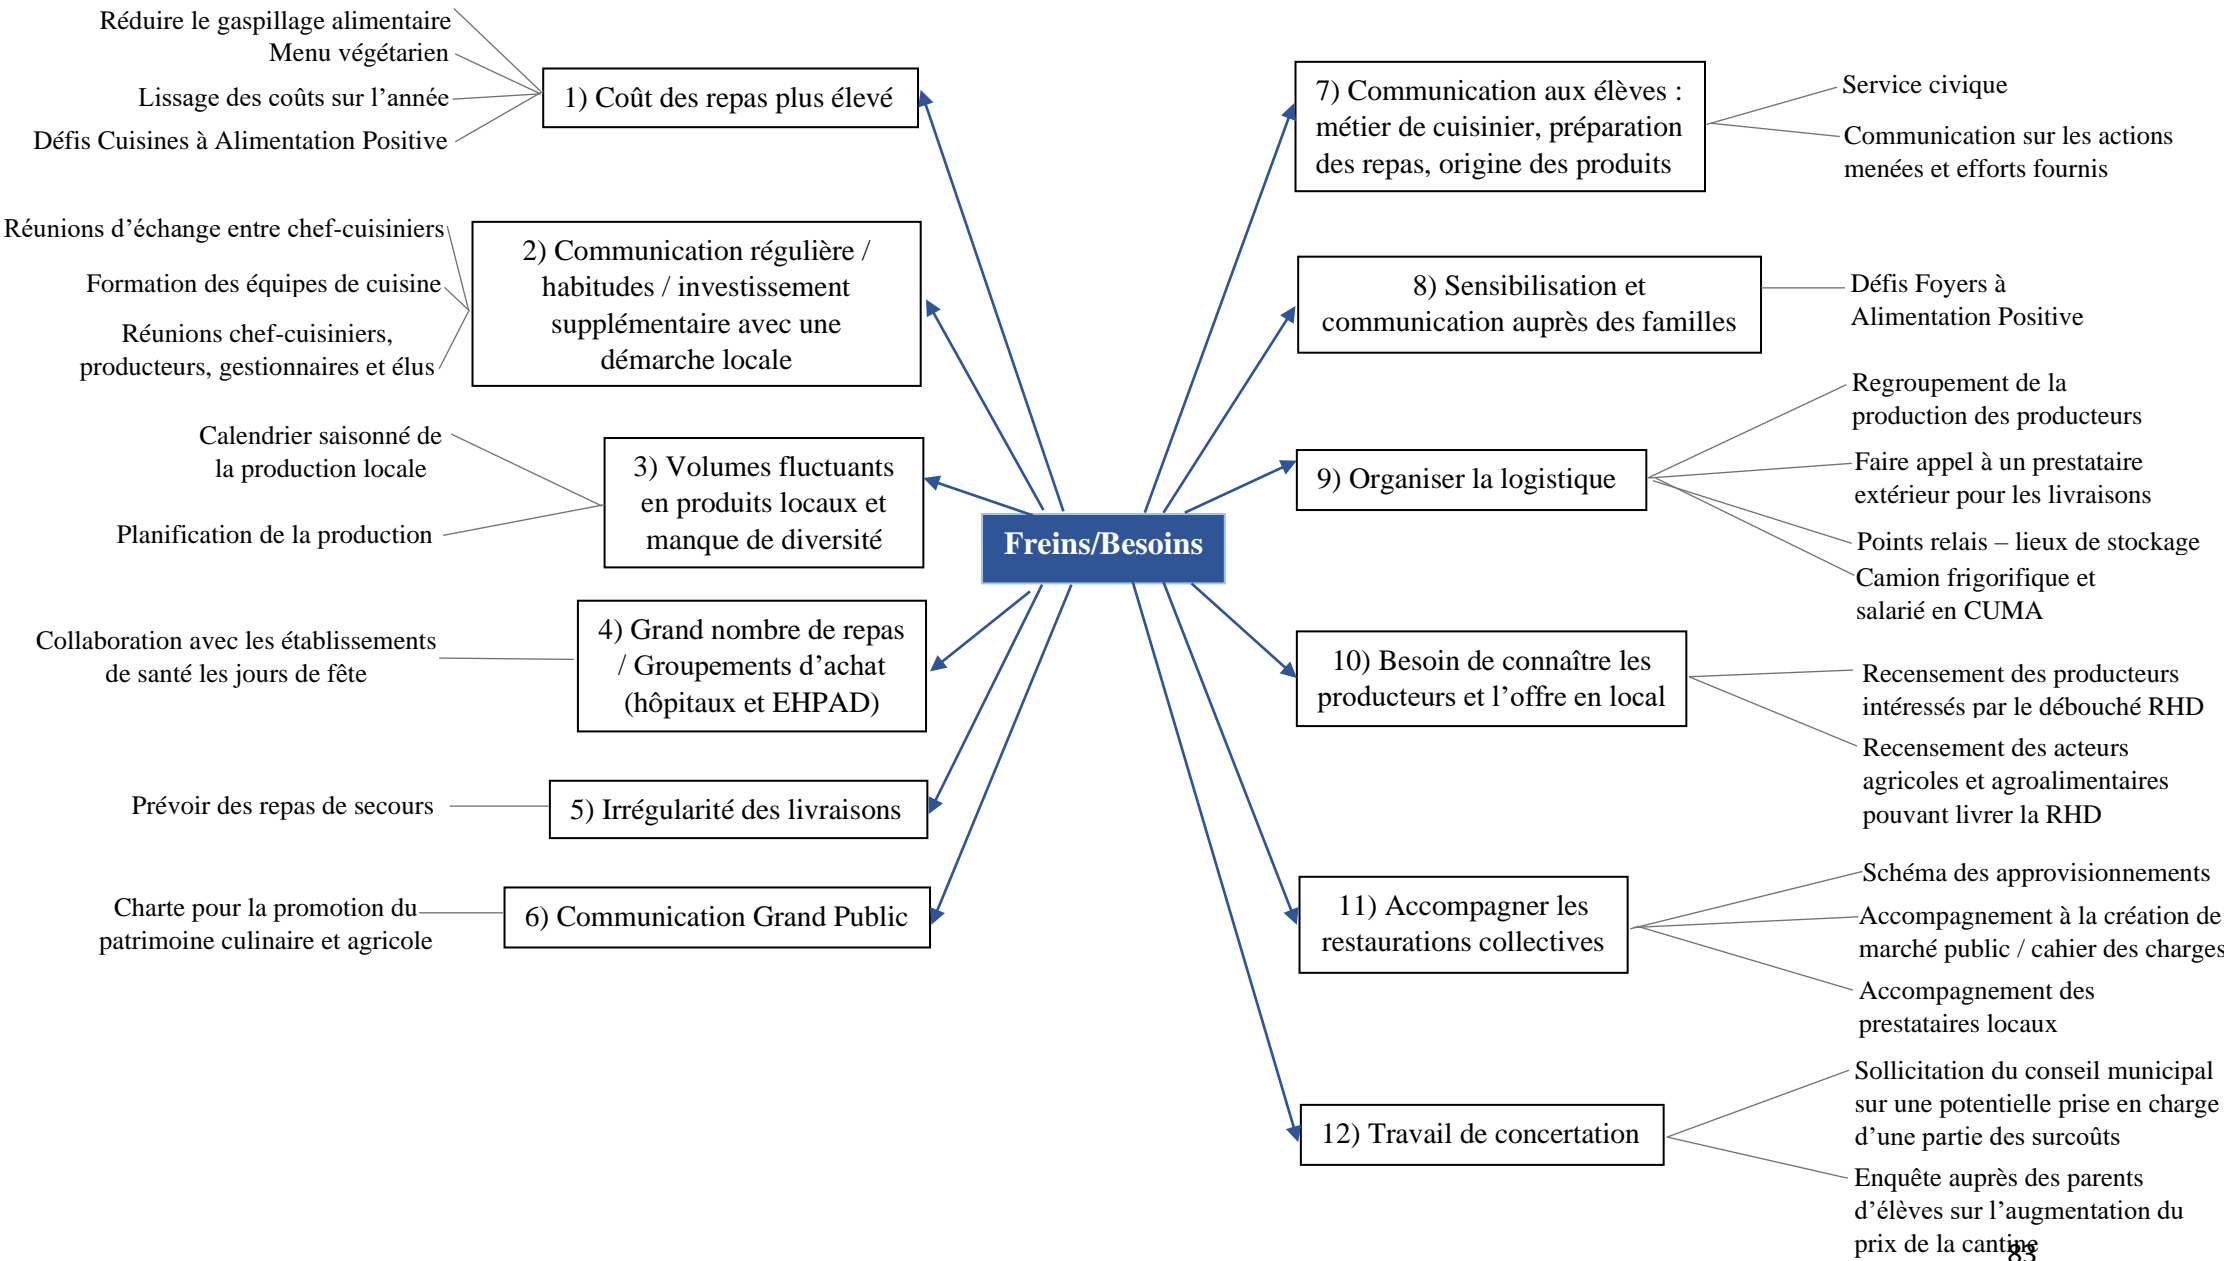 Réduire le gaspillage alimentaire
Menu végétarien
Lissage des coûts sur l’année
Défis Cuisines à Alimentation Positive
1) Coût des repas plus élevé
Réunions d’échange entre chef-cuisiniers
Formation des équipes de cuisine
Réunions chef-cuisiniers,
producteurs, gestionnaires et élus
2) Communication régulière /
habitudes / investissement
supplémentaire avec une
démarche locale
Calendrier saisonné de
la production locale
Planification de la production
3) Volumes fluctuants
en produits locaux et
manque de diversité
Collaboration avec les établissements
de santé les jours de fête
4) Grand nombre de repas
/ Groupements d’achat
(hôpitaux et EHPAD)
Prévoir des repas de secours
5) Irrégularité des livraisons
Charte pour la promotion du
patrimoine culinaire et agricole
6) Communication Grand Public
Freins/Besoins
7) Communication aux élèves :
métier de cuisinier, préparation
des repas, origine des produits
Service civique
Communication sur les actions
menées et efforts fournis
8) Sensibilisation et
communication auprès des familles
Défis Foyers à
Alimentation Positive
9) Organiser la logistique
Regroupement de la
production des producteurs
Faire appel à un prestataire
extérieur pour les livraisons
Points relais – lieux de stockage
Camion frigorifique et
salarié en CUMA
10) Besoin de connaître les
producteurs et l’offre en local
Recensement des producteurs
intéressés par le débouché RHD
Recensement des acteurs
agricoles et agroalimentaires
pouvant livrer la RHD
11) Accompagner les
restaurations collectives
Schéma des approvisionnements
Accompagnement à la création de
marché public / cahier des charges
Accompagnement des
prestataires locaux
12) Travail de concertation
Sollicitation du conseil municipal
sur une potentielle prise en charge
d’une partie des surcoûts
Enquête auprès des parents
d’élèves sur l’augmentation du
prix de la cantine
83